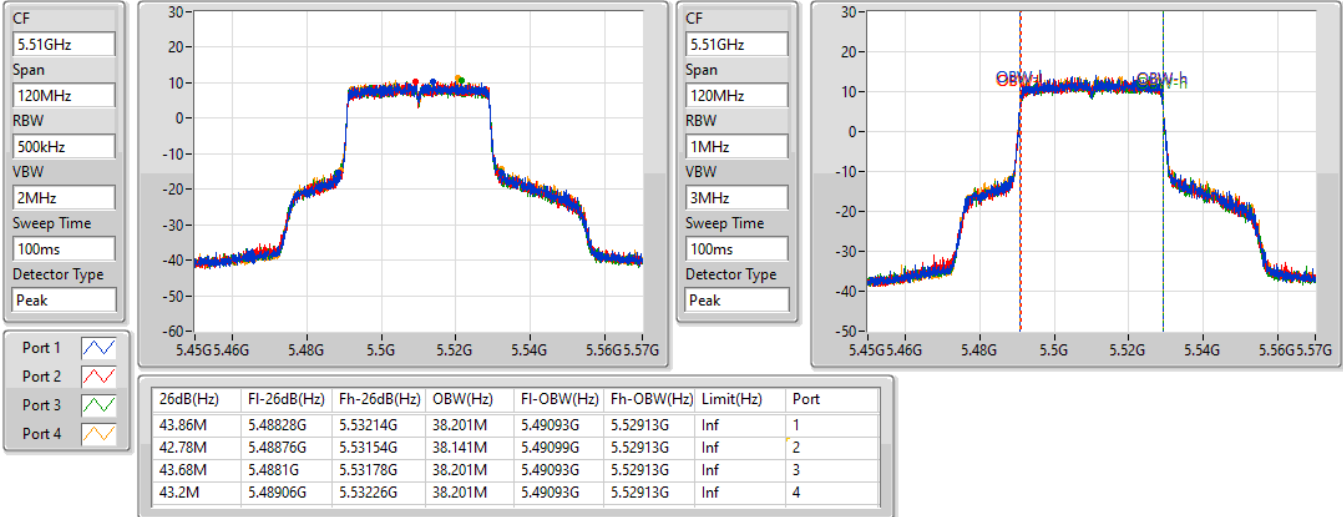 CF
5.51GHz
Span
120MHz
RBW
500kHz
VBW
2MHz
Sweep Time
100ms
Detector Type
Peak
30
20
10
0
-10
-20
-30
-40
-50
-60
5.45G 5.46G 5.48G 5.5G 5.52G 5.54G 5.56G 5.57G
CF
5.51GHz
Span
120MHz
RBW
1MHz
VBW
3MHz
Sweep Time
100ms
Detector Type
Peak
30
20
10
0
-10
-20
-30
-40
-50
OBW-l OBW-h
5.45G 5.46G 5.48G 5.5G 5.52G 5.54G 5.56G 5.57G
Port 1
Port 2
Port 3
Port 4
26dB(Hz) Fl-26dB(Hz) Fh-26dB(Hz) OBW(Hz) Fl-OBW(Hz) Fh-OBW(Hz) Limit(Hz) Port
43.86M 5.48828G 5.53214G 38.201M 5.49093G 5.52913G Inf 1
42.78M 5.48876G 5.53154G 38.141M 5.49099G 5.52913G Inf 2
43.68M 5.4881G 5.53178G 38.201M 5.49093G 5.52913G Inf 3
43.2M 5.48906G 5.53226G 38.201M 5.49093G 5.52913G Inf 4